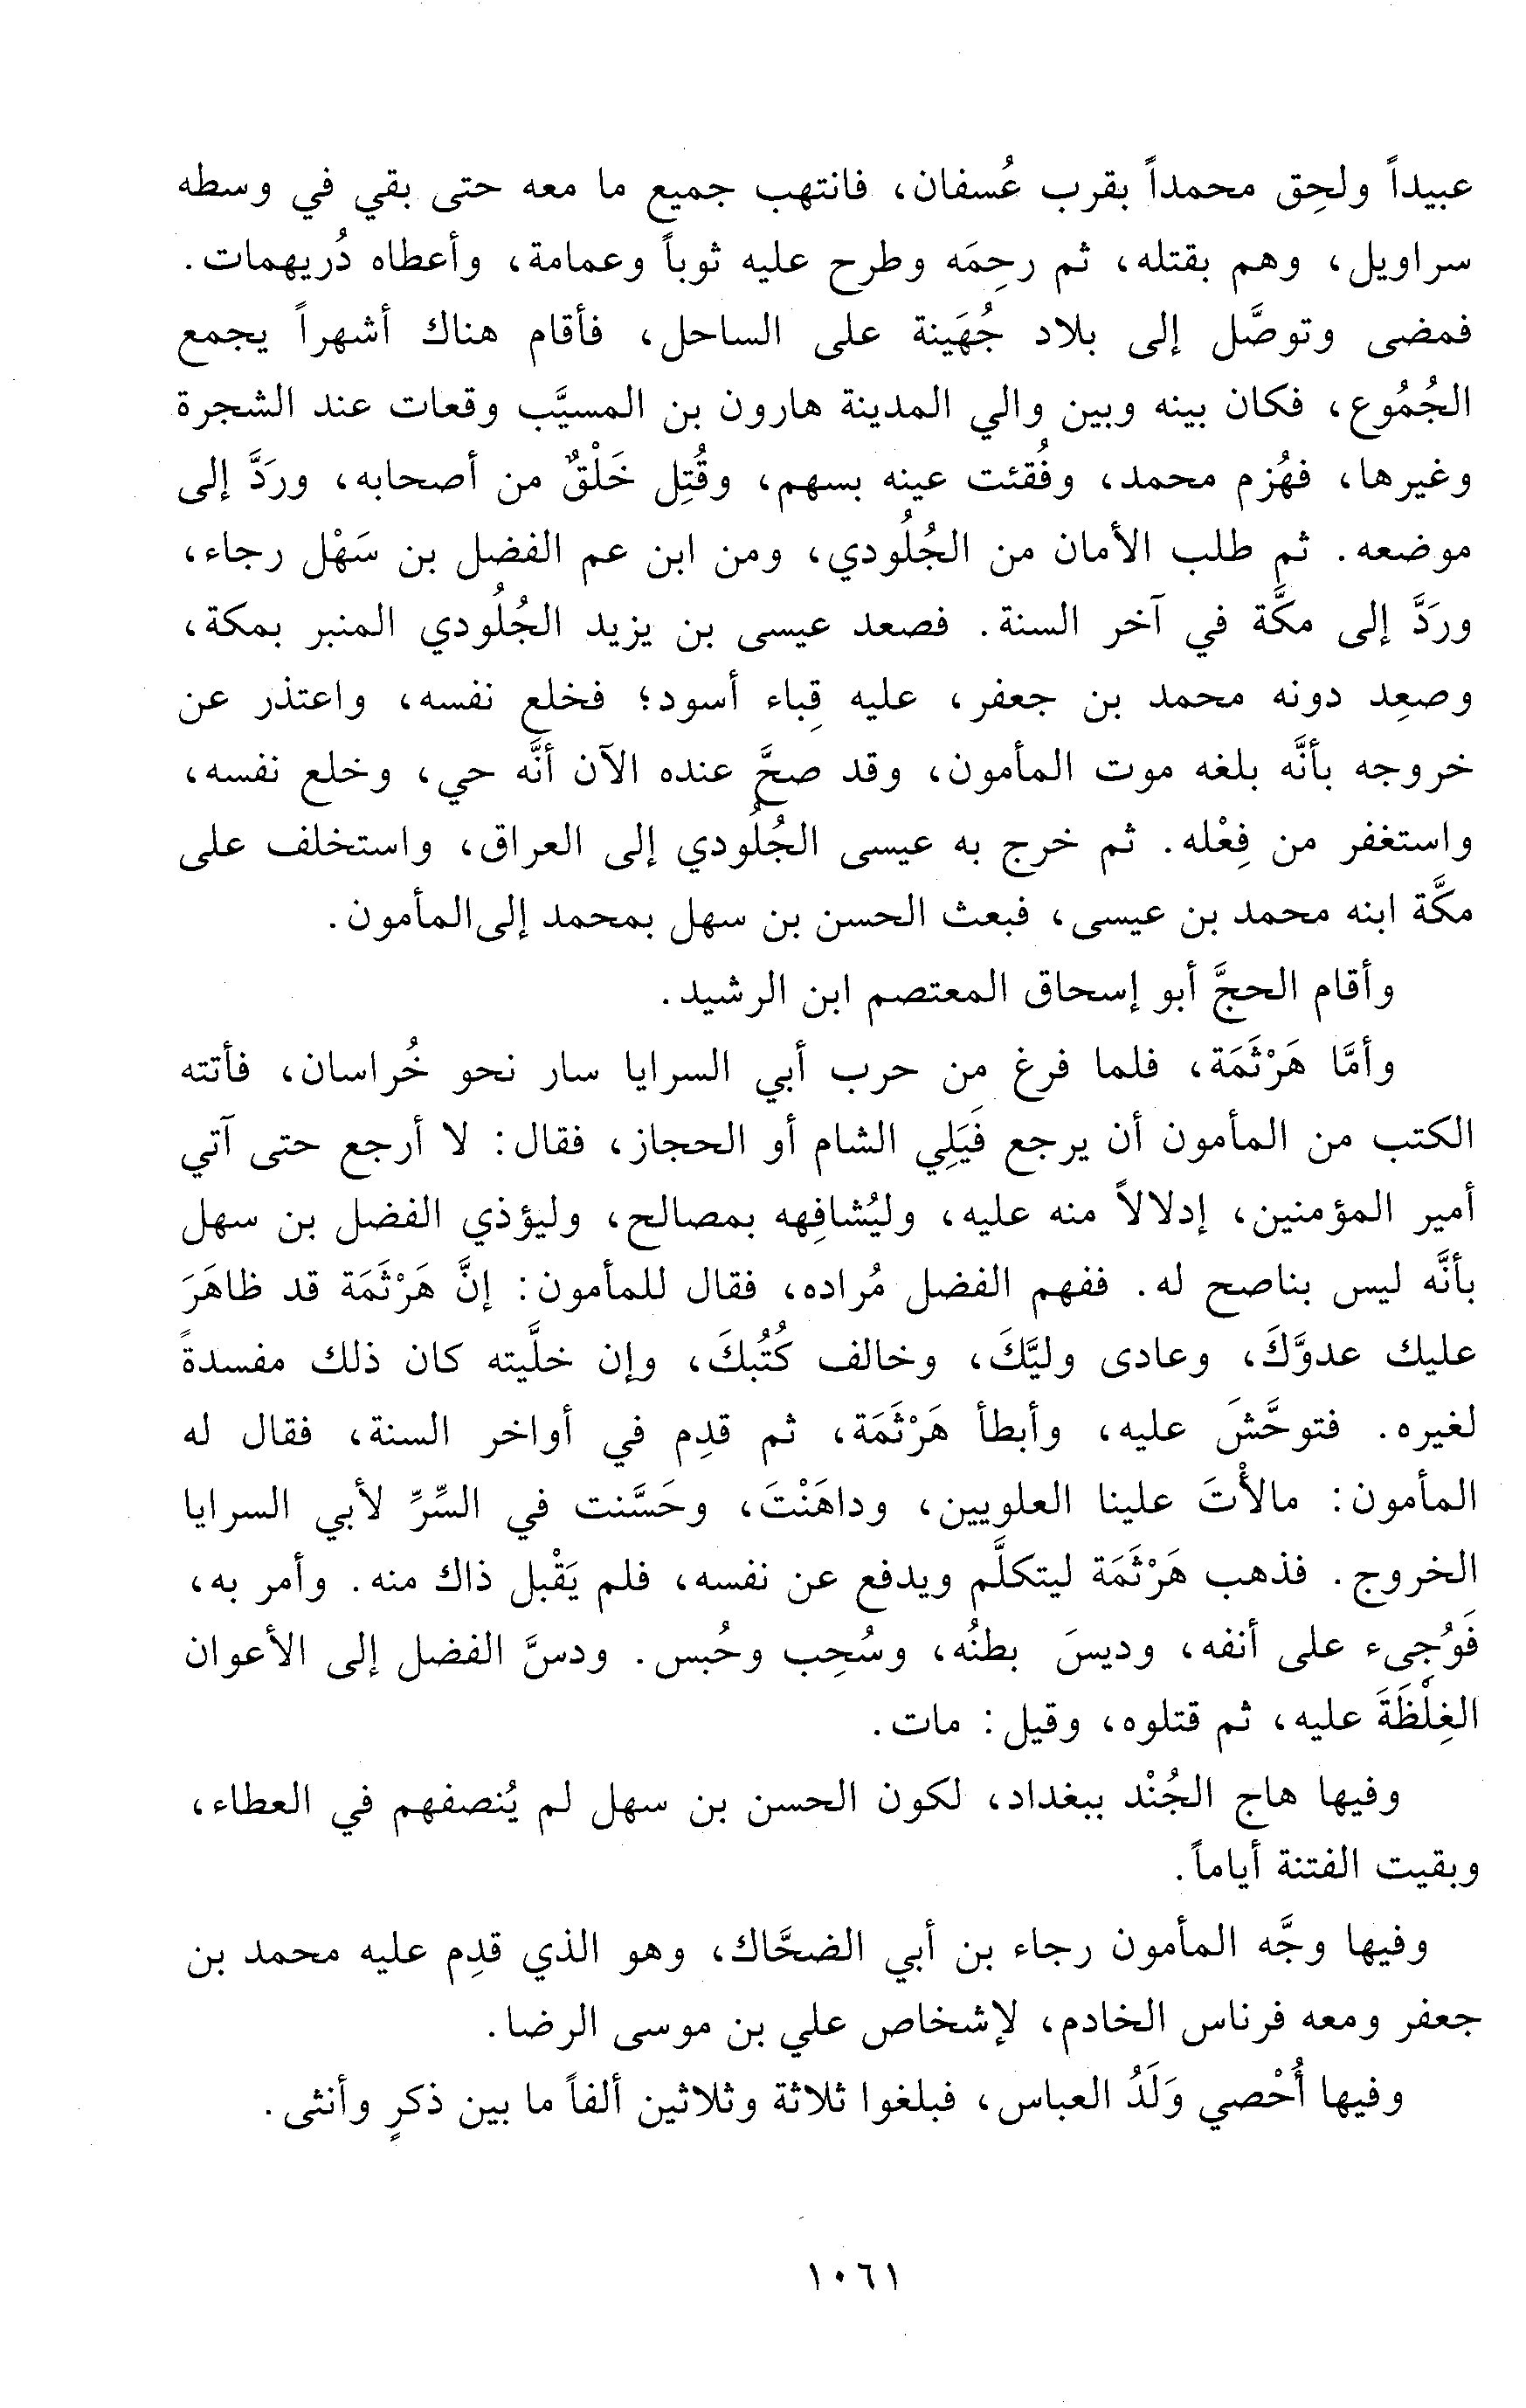 عبيداً ولحِق محمداً بقرب عُسفان، فانتهب جميع ما معه حتى بقي في وسطه
سراويل، وهم بقتله، ثم رحِمَه وطرح عليه ثوباً وعمامة، وأعطاه دُريهمات.
فمضى وتوصَّل إلى بلاد جُهَينة على الساحل، فأقام هناك أشهراً يجمع
الجُمُوع، فكان بينه وبين والي المدينة هارون بن المسيَّب وقعات عند الشجرة
وغيرها، فهُزم محمد، وفُقئت عينه بسهم، وقُتِل خَلْقٌ من أصحابه، ورَدَّ إلى
موضعه. ثم طلب الأمان من الجُلُودي، ومن ابن عم الفضل بن سَهْل رجاء،
ورَدَّ إلى مكَّة في آخر السنة. فصعد عيسى بن يزيد الجُلُودي المنبر بمكة،
وصعِد دونه محمد بن جعفر، عليه قِباء أسود؛ فخلع نفسه، واعتذر عن
خروجه بأنَّه بلغه موت المأمون، وقد صحَّ عنده الآن أنَّه حي، وخلع نفسه،
واستغفر من فِعْله. ثم خرج به عيسى الجُلُودي إلى العراق، واستخلف على
مكَّة ابنه محمد بن عيسى، فبعث الحسن بن سهل بمحمد إلى المأمون.
وأقام الحجَّ أبو إسحاق المعتصم ابن الرشيد.
وأمَّا هَرْثَمَة، فلما فرغ من حرب أبي السرايا سار نحو خُراسان، فأتته
الكتب من المأمون أن يرجع فَيَلِي الشام أو الحجاز، فقال: لا أرجع حتى آتي
أمير المؤمنين، إدلالاً منه عليه، وليُشافِهه بمصالح، وليؤذي الفضل بن سهل
بأنَّه ليس بناصح له. ففهم الفضل مُراده، فقال للمأمون: إنَّ هَرْثَمَة قد ظاهَرَ
عليك عدوَّكَ، وعادى وليَّكَ، وخالف كُتُبكَ، وإن خلَّيته كان ذلك مفسدةً
لغيره. فتوحَّشَ عليه، وأبطأ هَرْثَمَة، ثم قدِم في أواخر السنة، فقال له
المأمون: مالأْتَ علينا العلويين، وداهَنْتَ، وحَسَّنت في السِّرِّ لأبي السرايا
الخروج. فذهب هَرْثَمَة ليتكلَّم ويدفع عن نفسه، فلم يَقْبل ذاك منه. وأمر به،
فَوُجِىء على أنفه، وديسَ بطنُه، وسُحِب وحُبس. ودسَّ الفضل إلى الأعوان
الغِلْظَةَ عليه، ثم قتلوه، وقيل: مات.
وفيها هاج الجُنْد ببغداد، لكون الحسن بن سهل لم يُنصفهم في العطاء،
وبقيت الفتنة أياماً.
وفيها وجَّه المأمون رجاء بن أبي الضحَّاك، وهو الذي قدِم عليه محمد بن
جعفر ومعه فرناس الخادم، لإشخاص علي بن موسى الرضا.
وفيها أُحْصي وَلَدُ العباس، فبلغوا ثلاثة وثلاثين ألفاً ما بين ذكرٍ وأنثى.
١٠٦١